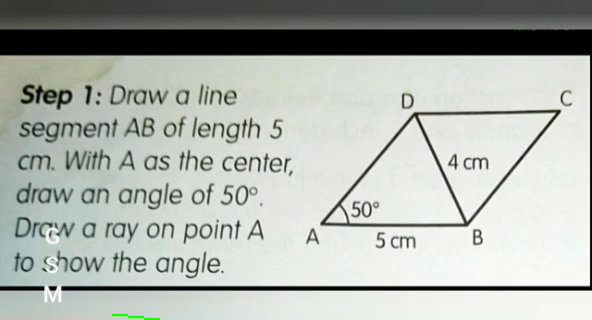 Step 1: Draw a line
segment AB of length 5
cm. With A as the center,
draw an angle of 50°.
Draw a ray on point A
to show the angle.
D C
4 cm
50°
A 5 cm B
G
S
M